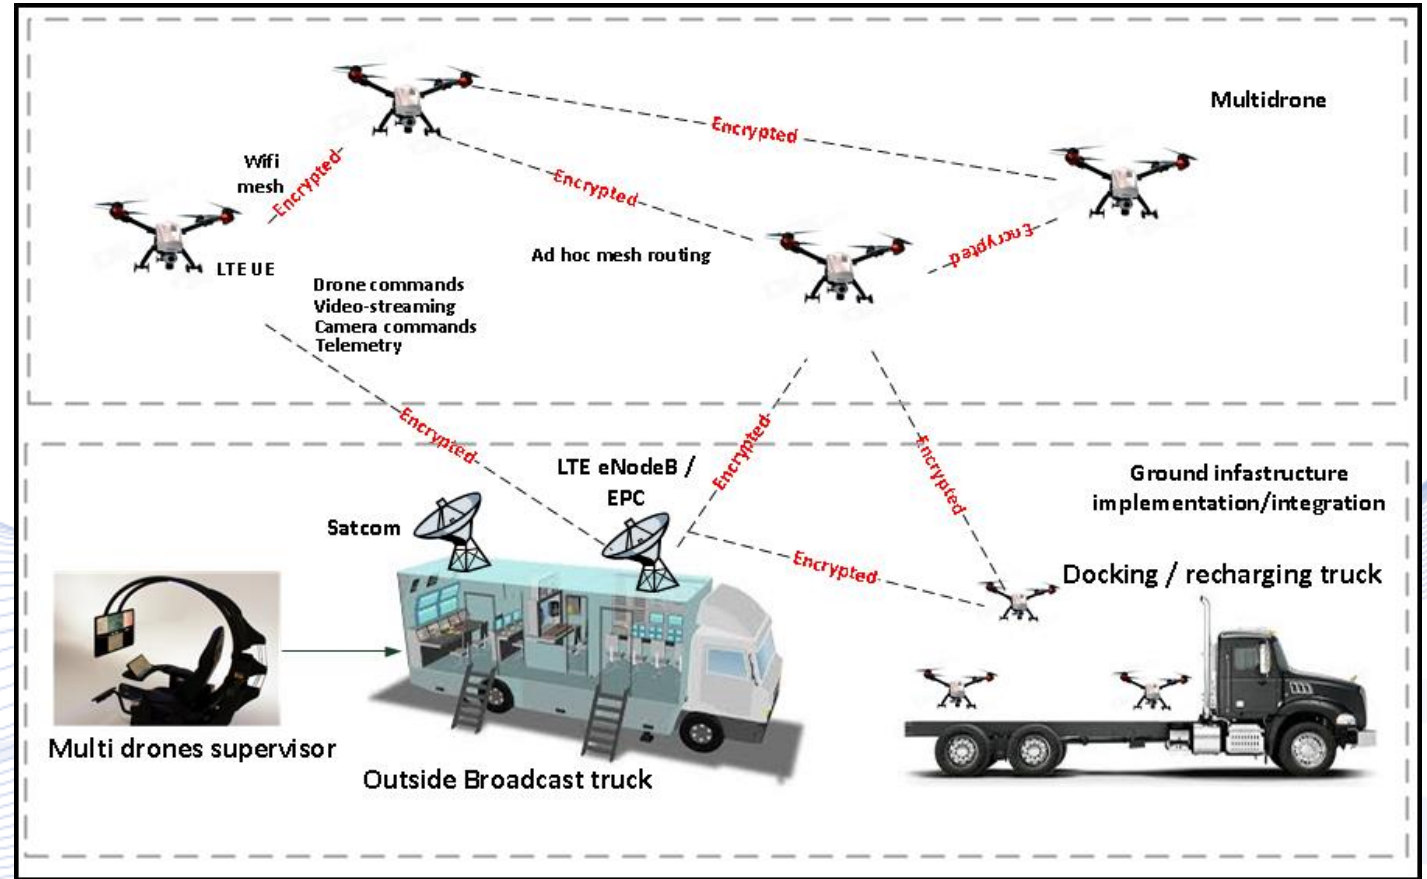 Multidrone
Encrypted
Wifi
mesh
Encrypted
Encrypted
Encrypted
Ad hoc mesh routing
LTE UE
Drone commands
Video-streaming
Camera commands
Telemetry
Encrypted
Encrypted
Encrypted
LTE eNodeB /
EPC
Ground infastructure
implementation/integration
Satcom
Encrypted
Docking / recharging truck
Multi drones supervisor
Outside Broadcast truck